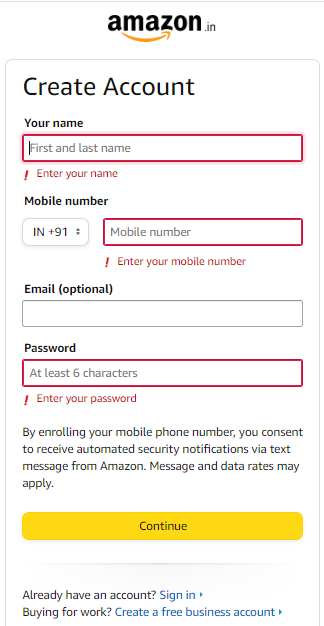 amazon.in
Create Account
Your name
First and last name
! Enter your name
Mobile number
IN +91 Mobile number
! Enter your mobile number
Email (optional)
Password
At least 6 characters
! Enter your password
By enrolling your mobile phone number, you consent
to receive automated security notifications via text
message from Amazon. Message and data rates may
apply.
Continue
Already have an account? Sign in
Buying for work? Create a free business account